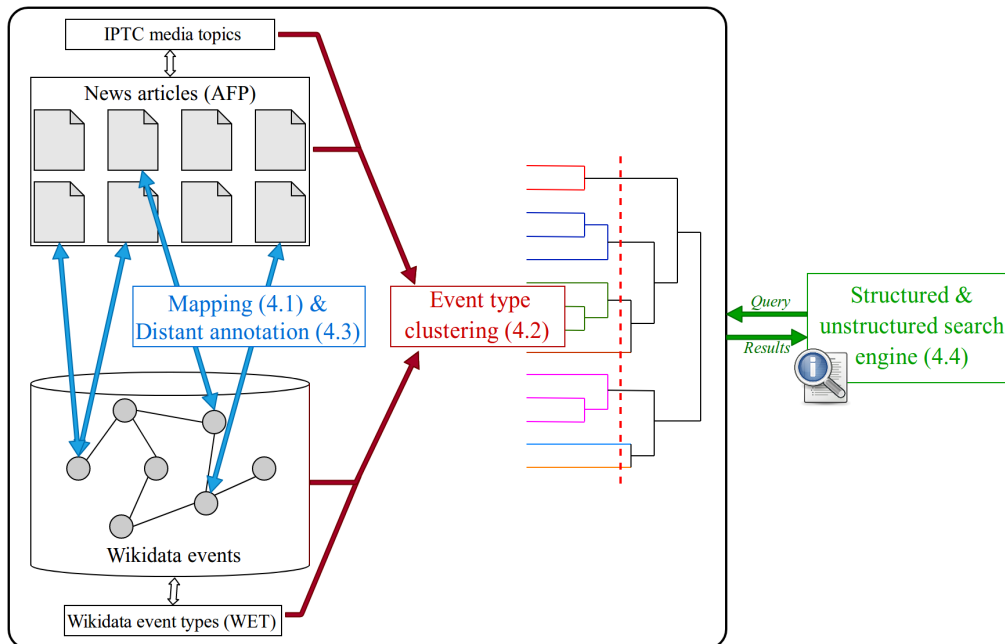 IPTC media topics
News articles (AFP)
Mapping (4.1) &
Distant annotation (4.3)
Event type
clustering (4.2)
Query
Results
Structured &
unstructured search
engine (4.4)
Wikidata events
Wikidata event types (WET)